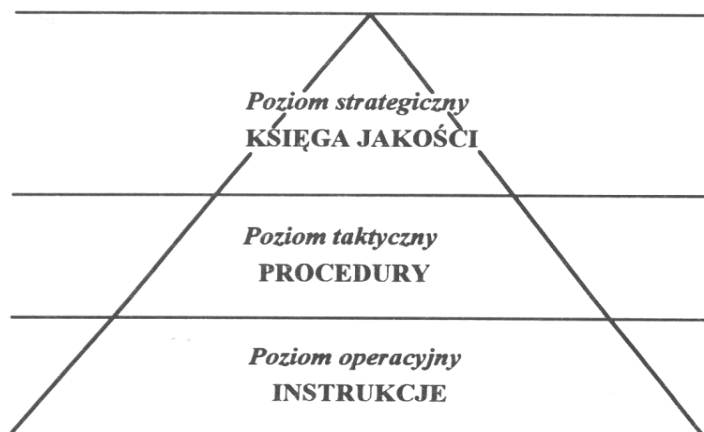 Poziom strategiczny
KSIĘGA JAKOŚCI
Poziom taktyczny
PROCEDURY
Poziom operacyjny
INSTRUKCJE